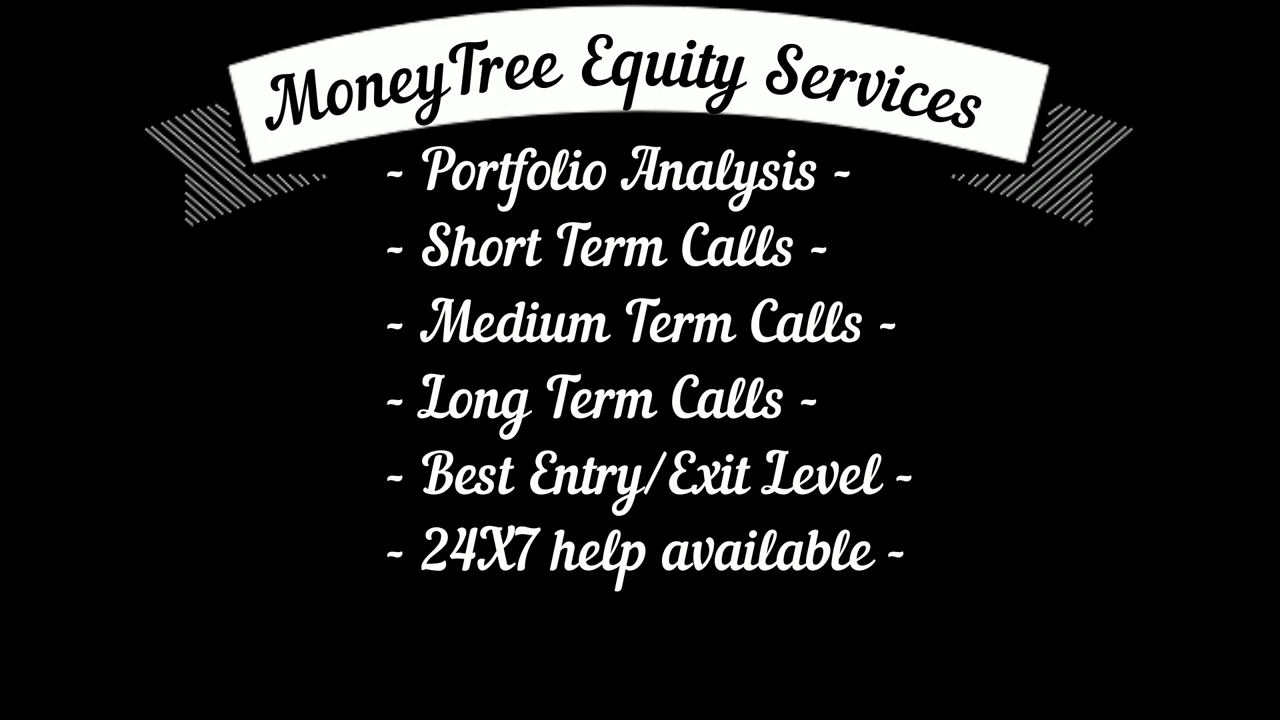 MoneyTree Equity Services
- Portfolio Analysis -
- Short Term Calls -
- Medium Term Calls -
- Long Term Calls -
- Best Entry/Exit Level -
- 24X7 help available -